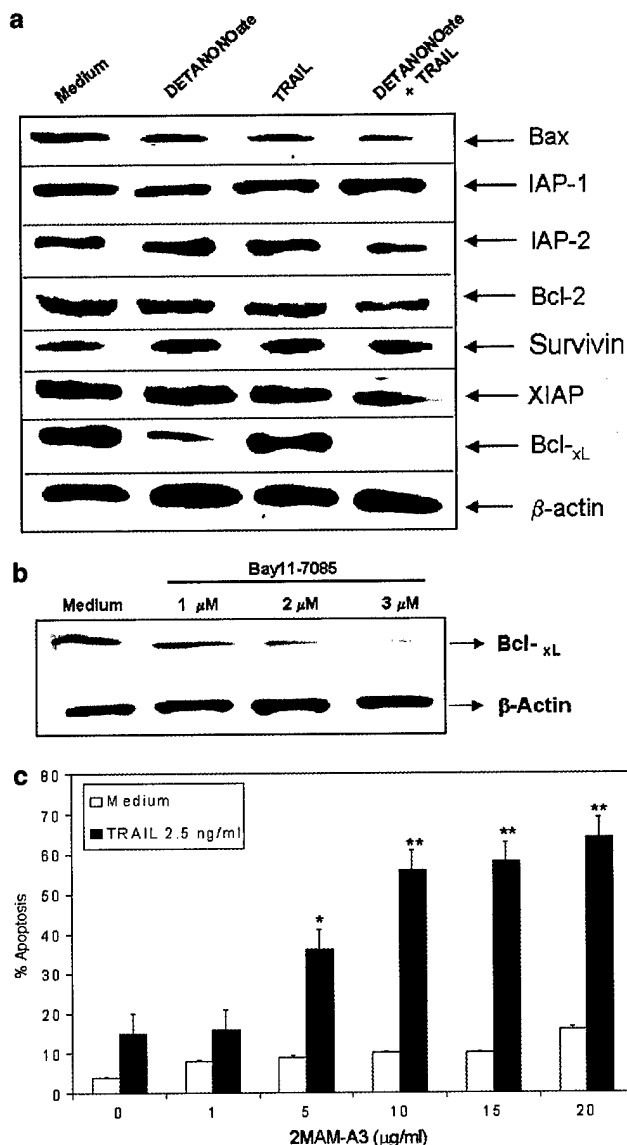 a
Medium DETANONOate TRAIL DETANONOate + TRAIL
Bax
IAP-1
IAP-2
Bcl-2
Survivin
XIAP
Bcl-xL
β-actin
b
Bay11-7085
Medium 1 μM 2 μM 3 μM
Bcl-xL
β-Actin
c
80
70
60
50
40
30
20
10
0
% Apoptosis
Medium
TRAIL 2.5 ng/ml
* ** ** **
0 1 5 10 15 20
2MAM-A3 (μg/ml)